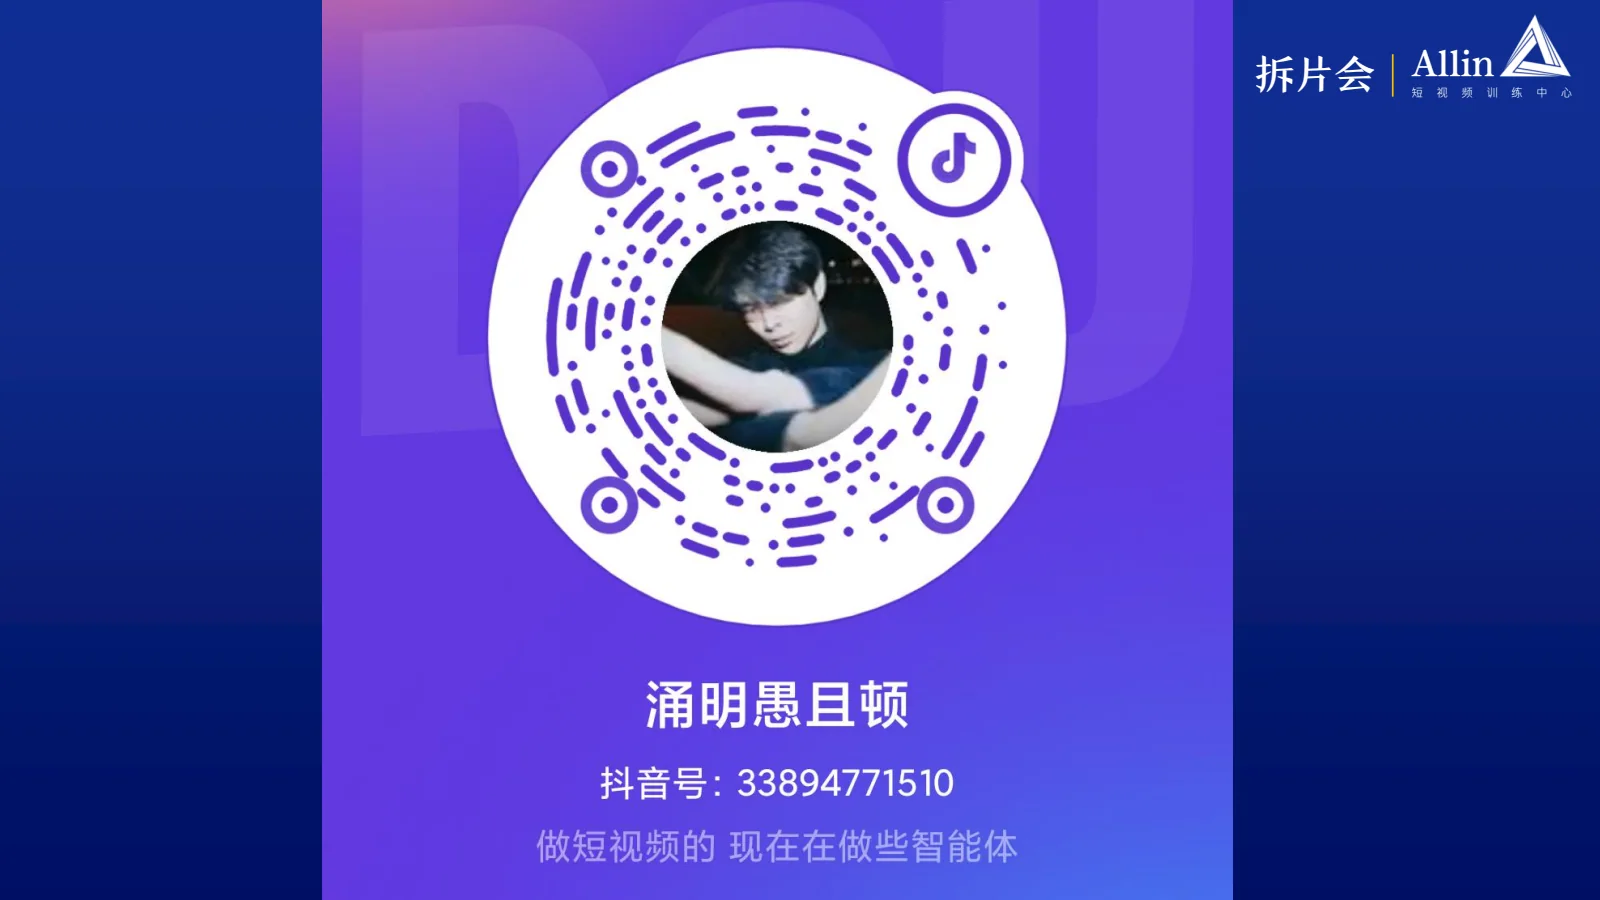 拆片会
Allin
短视频训练中心
涌明愚且顿
抖音号：33894771510
做短视频的 现在在做些智能体